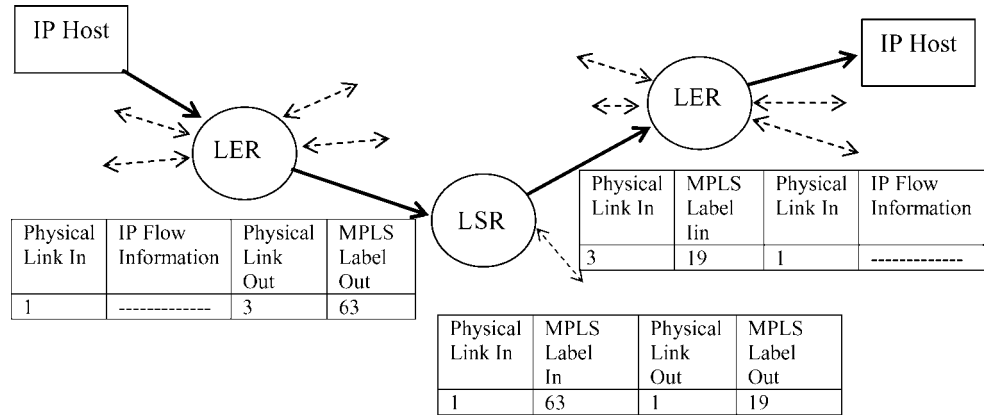 IP Host
IP Host
LER
LER
LSR
Physical Link In | IP Flow Information | Physical Link Out | MPLS Label Out
1 | ------------- | 3 | 63
Physical Link In | MPLS Label Iin | Physical Link In | IP Flow Information
3 | 19 | 1 | -------------
Physical Link In | MPLS Label In | Physical Link Out | MPLS Label Out
1 | 63 | 1 | 19